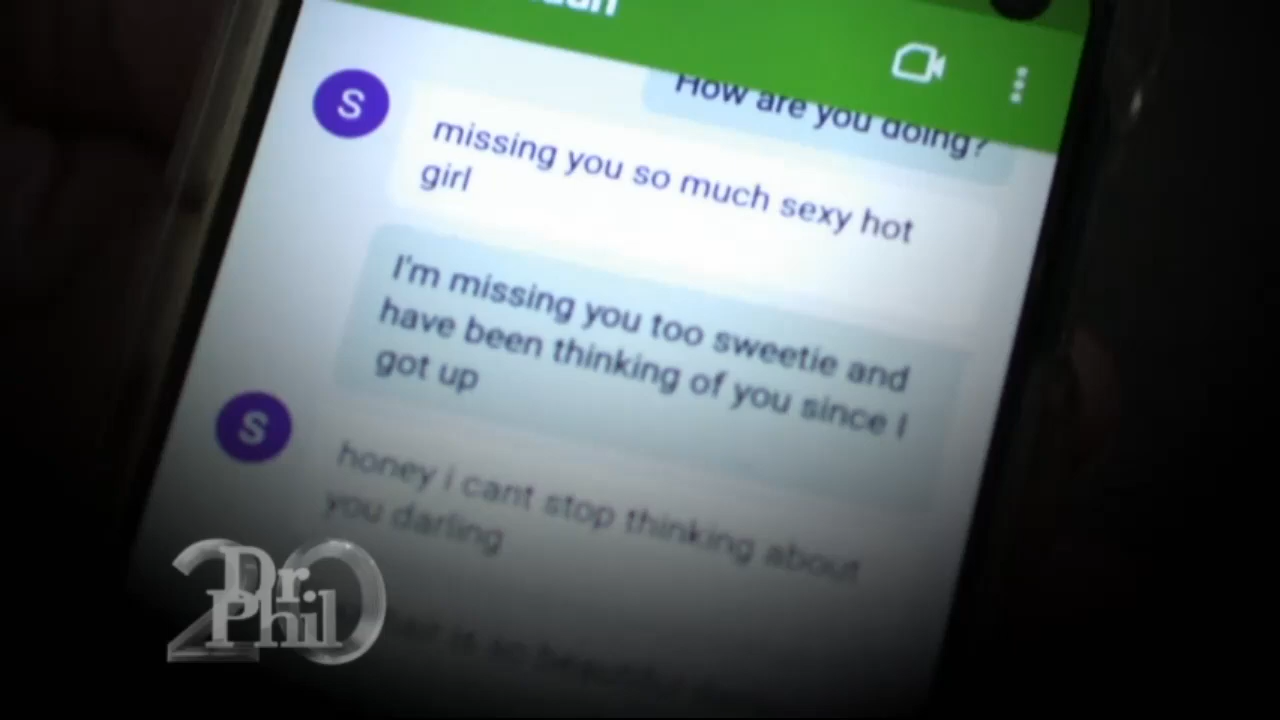 How are you doing?
S
missing you so much sexy hot
girl
I'm missing you too sweetie and
have been thinking of you since I
got up
S
honey i cant stop thinking about
you darling
20
Dr.
Phil